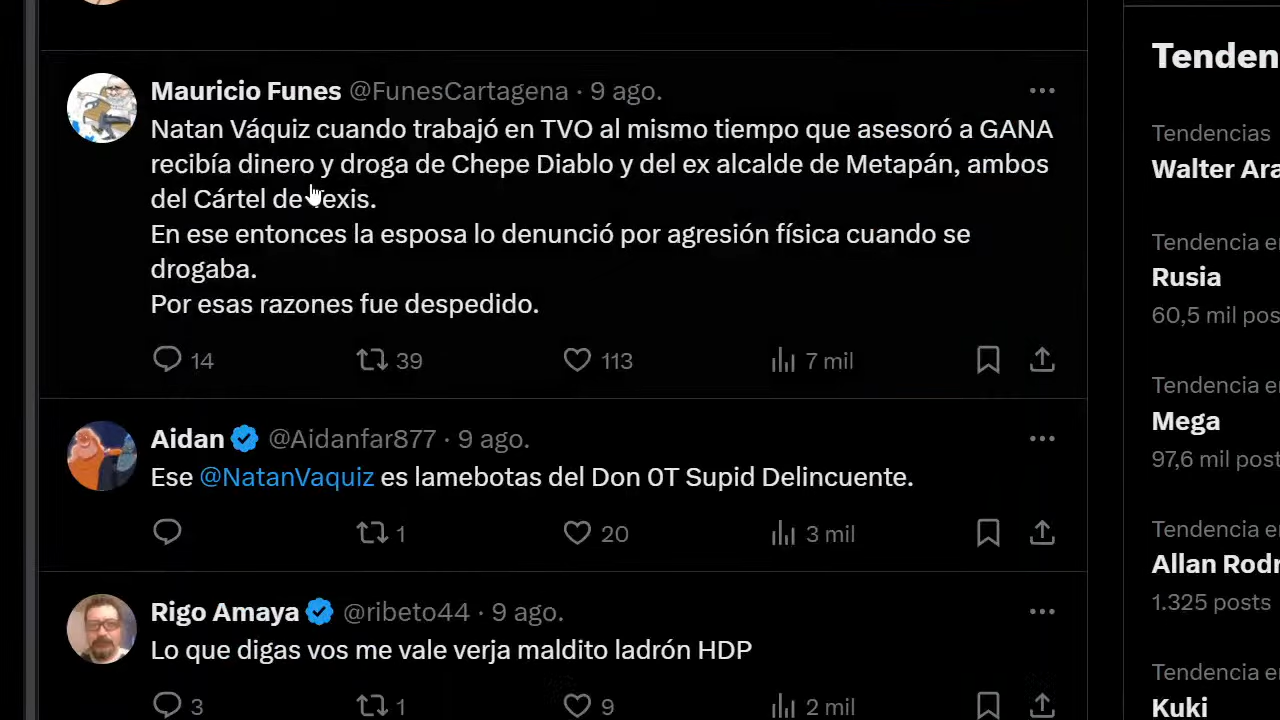 Mauricio Funes @FunesCartagena · 9 ago.
Natan Váquiz cuando trabajó en TVO al mismo tiempo que asesoró a GANA
recibía dinero y droga de Chepe Diablo y del ex alcalde de Metapán, ambos
del Cártel de Texis.
En ese entonces la esposa lo denunció por agresión física cuando se
drogaba.
Por esas razones fue despedido.
14 39 113 7 mil
Aidan @Aidanfar877 · 9 ago.
Ese @NatanVaquiz es lamebotas del Don 0T Supid Delincuente.
1 20 3 mil
Rigo Amaya @ribeto44 · 9 ago.
Lo que digas vos me vale verja maldito ladrón HDP
3 1 9 2 mil
Tenden
Tendencias
Walter Ara
Tendencia e
Rusia
60,5 mil pos
Tendencia e
Mega
97,6 mil post
Tendencia e
Allan Rodr
1.325 posts
Tendencia e
Kuki